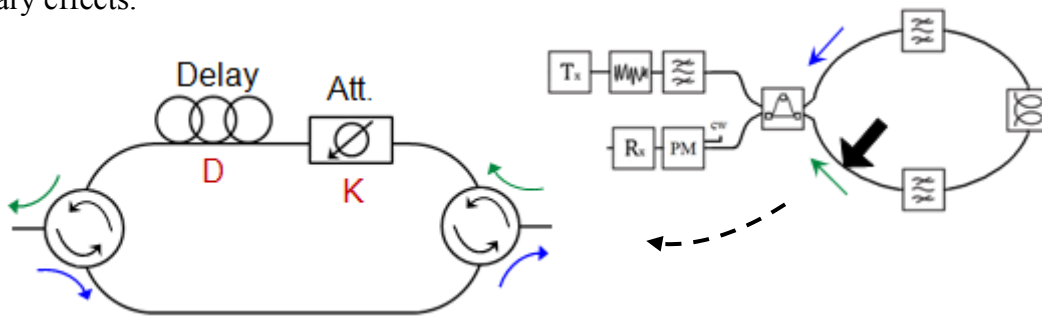 ary effects.
Delay
Att.
D
K
Tx
Rx
PM
CW